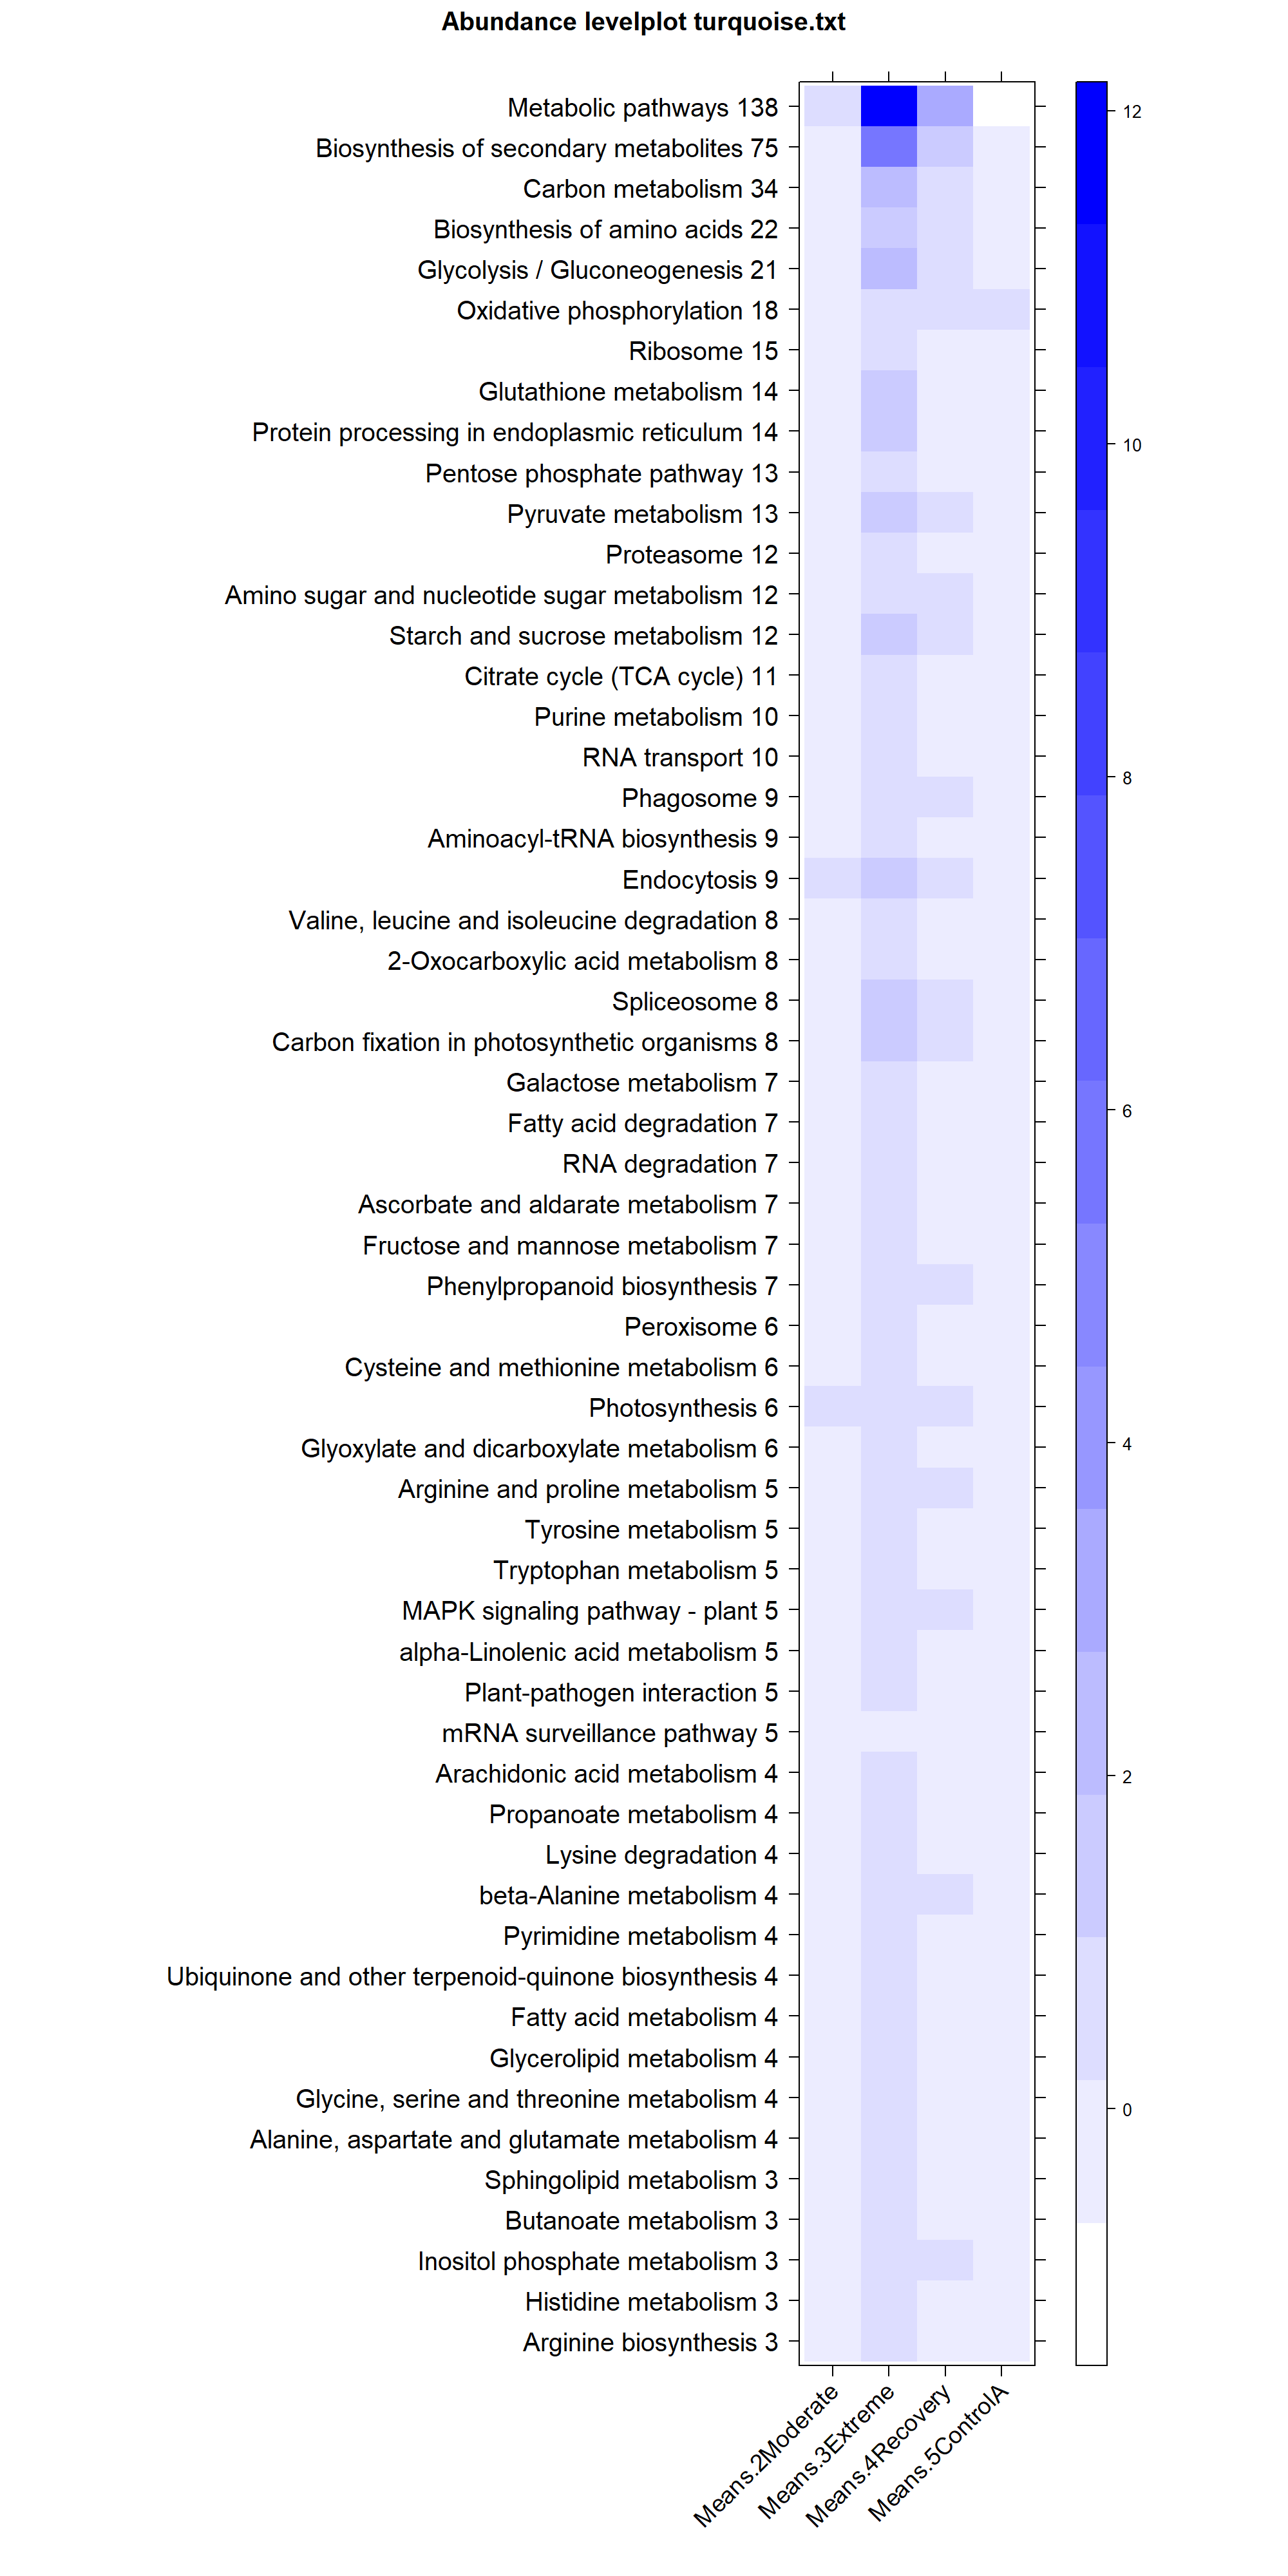 Abundance levelplot turquoise.txt
Metabolic pathways 138
Biosynthesis of secondary metabolites 75
Carbon metabolism 34
Biosynthesis of amino acids 22
Glycolysis / Gluconeogenesis 21
Oxidative phosphorylation 18
Ribosome 15
Glutathione metabolism 14
Protein processing in endoplasmic reticulum 14
Pentose phosphate pathway 13
Pyruvate metabolism 13
Proteasome 12
Amino sugar and nucleotide sugar metabolism 12
Starch and sucrose metabolism 12
Citrate cycle (TCA cycle) 11
Purine metabolism 10
RNA transport 10
Phagosome 9
Aminoacyl-tRNA biosynthesis 9
Endocytosis 9
Valine, leucine and isoleucine degradation 8
2-Oxocarboxylic acid metabolism 8
Spliceosome 8
Carbon fixation in photosynthetic organisms 8
Galactose metabolism 7
Fatty acid degradation 7
RNA degradation 7
Ascorbate and aldarate metabolism 7
Fructose and mannose metabolism 7
Phenylpropanoid biosynthesis 7
Peroxisome 6
Cysteine and methionine metabolism 6
Photosynthesis 6
Glyoxylate and dicarboxylate metabolism 6
Arginine and proline metabolism 5
Tyrosine metabolism 5
Tryptophan metabolism 5
MAPK signaling pathway - plant 5
alpha-Linolenic acid metabolism 5
Plant-pathogen interaction 5
mRNA surveillance pathway 5
Arachidonic acid metabolism 4
Propanoate metabolism 4
Lysine degradation 4
beta-Alanine metabolism 4
Pyrimidine metabolism 4
Ubiquinone and other terpenoid-quinone biosynthesis 4
Fatty acid metabolism 4
Glycerolipid metabolism 4
Glycine, serine and threonine metabolism 4
Alanine, aspartate and glutamate metabolism 4
Sphingolipid metabolism 3
Butanoate metabolism 3
Inositol phosphate metabolism 3
Histidine metabolism 3
Arginine biosynthesis 3
Means.2Moderate
Means.3Extreme
Means.4Recovery
Means.5ControlA
12
10
8
6
4
2
0